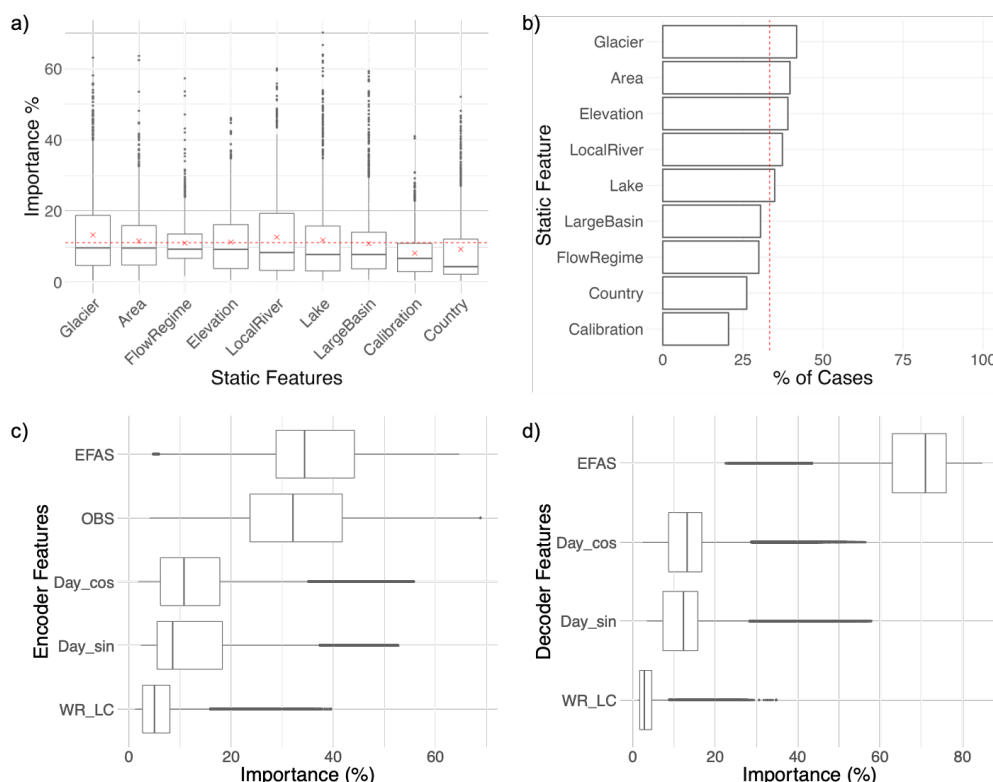 a)
Importance %
60
40
20
0
Glacier
Area
FlowRegime
Elevation
LocalRiver
Lake
LargeBasin
Calibration
Country
Static Features
b)
Static Feature
Glacier
Area
Elevation
LocalRiver
Lake
LargeBasin
FlowRegime
Country
Calibration
0 25 50 75 100
% of Cases
c)
Encoder Features
EFAS
OBS
Day_cos
Day_sin
WR_LC
0 20 40 60
Importance (%)
d)
Decoder Features
EFAS
Day_cos
Day_sin
WR_LC
0 20 40 60 80
Importance (%)